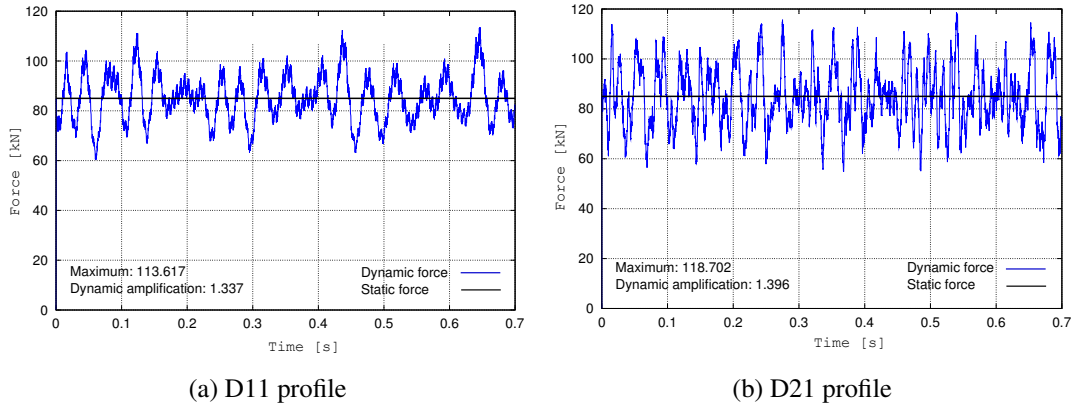 120
100
80
60
40
20
0
Force [kN]
Maximum: 113.617
Dynamic amplification: 1.337
Dynamic force
Static force
0 0.1 0.2 0.3 0.4 0.5 0.6 0.7
Time [s]
(a) D11 profile
120
100
80
60
40
20
0
Force [kN]
Maximum: 118.702
Dynamic amplification: 1.396
Dynamic force
Static force
0 0.1 0.2 0.3 0.4 0.5 0.6 0.7
Time [s]
(b) D21 profile